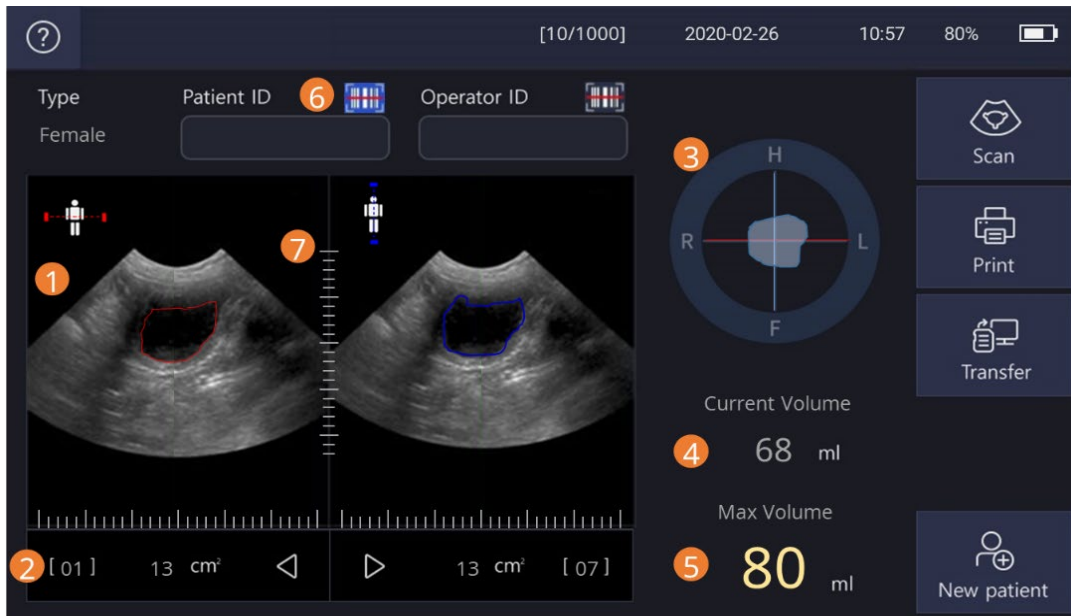 ? [10/1000] 2020-02-26 10:57 80%
Type Patient ID 6 Operator ID
Female
Scan
3 H
R L
F
Print
Transfer
1 7
Current Volume
4 68 ml
Max Volume
5 80 ml
2 [ 01 ] 13 cm² 13 cm² [ 07 ]
New patient